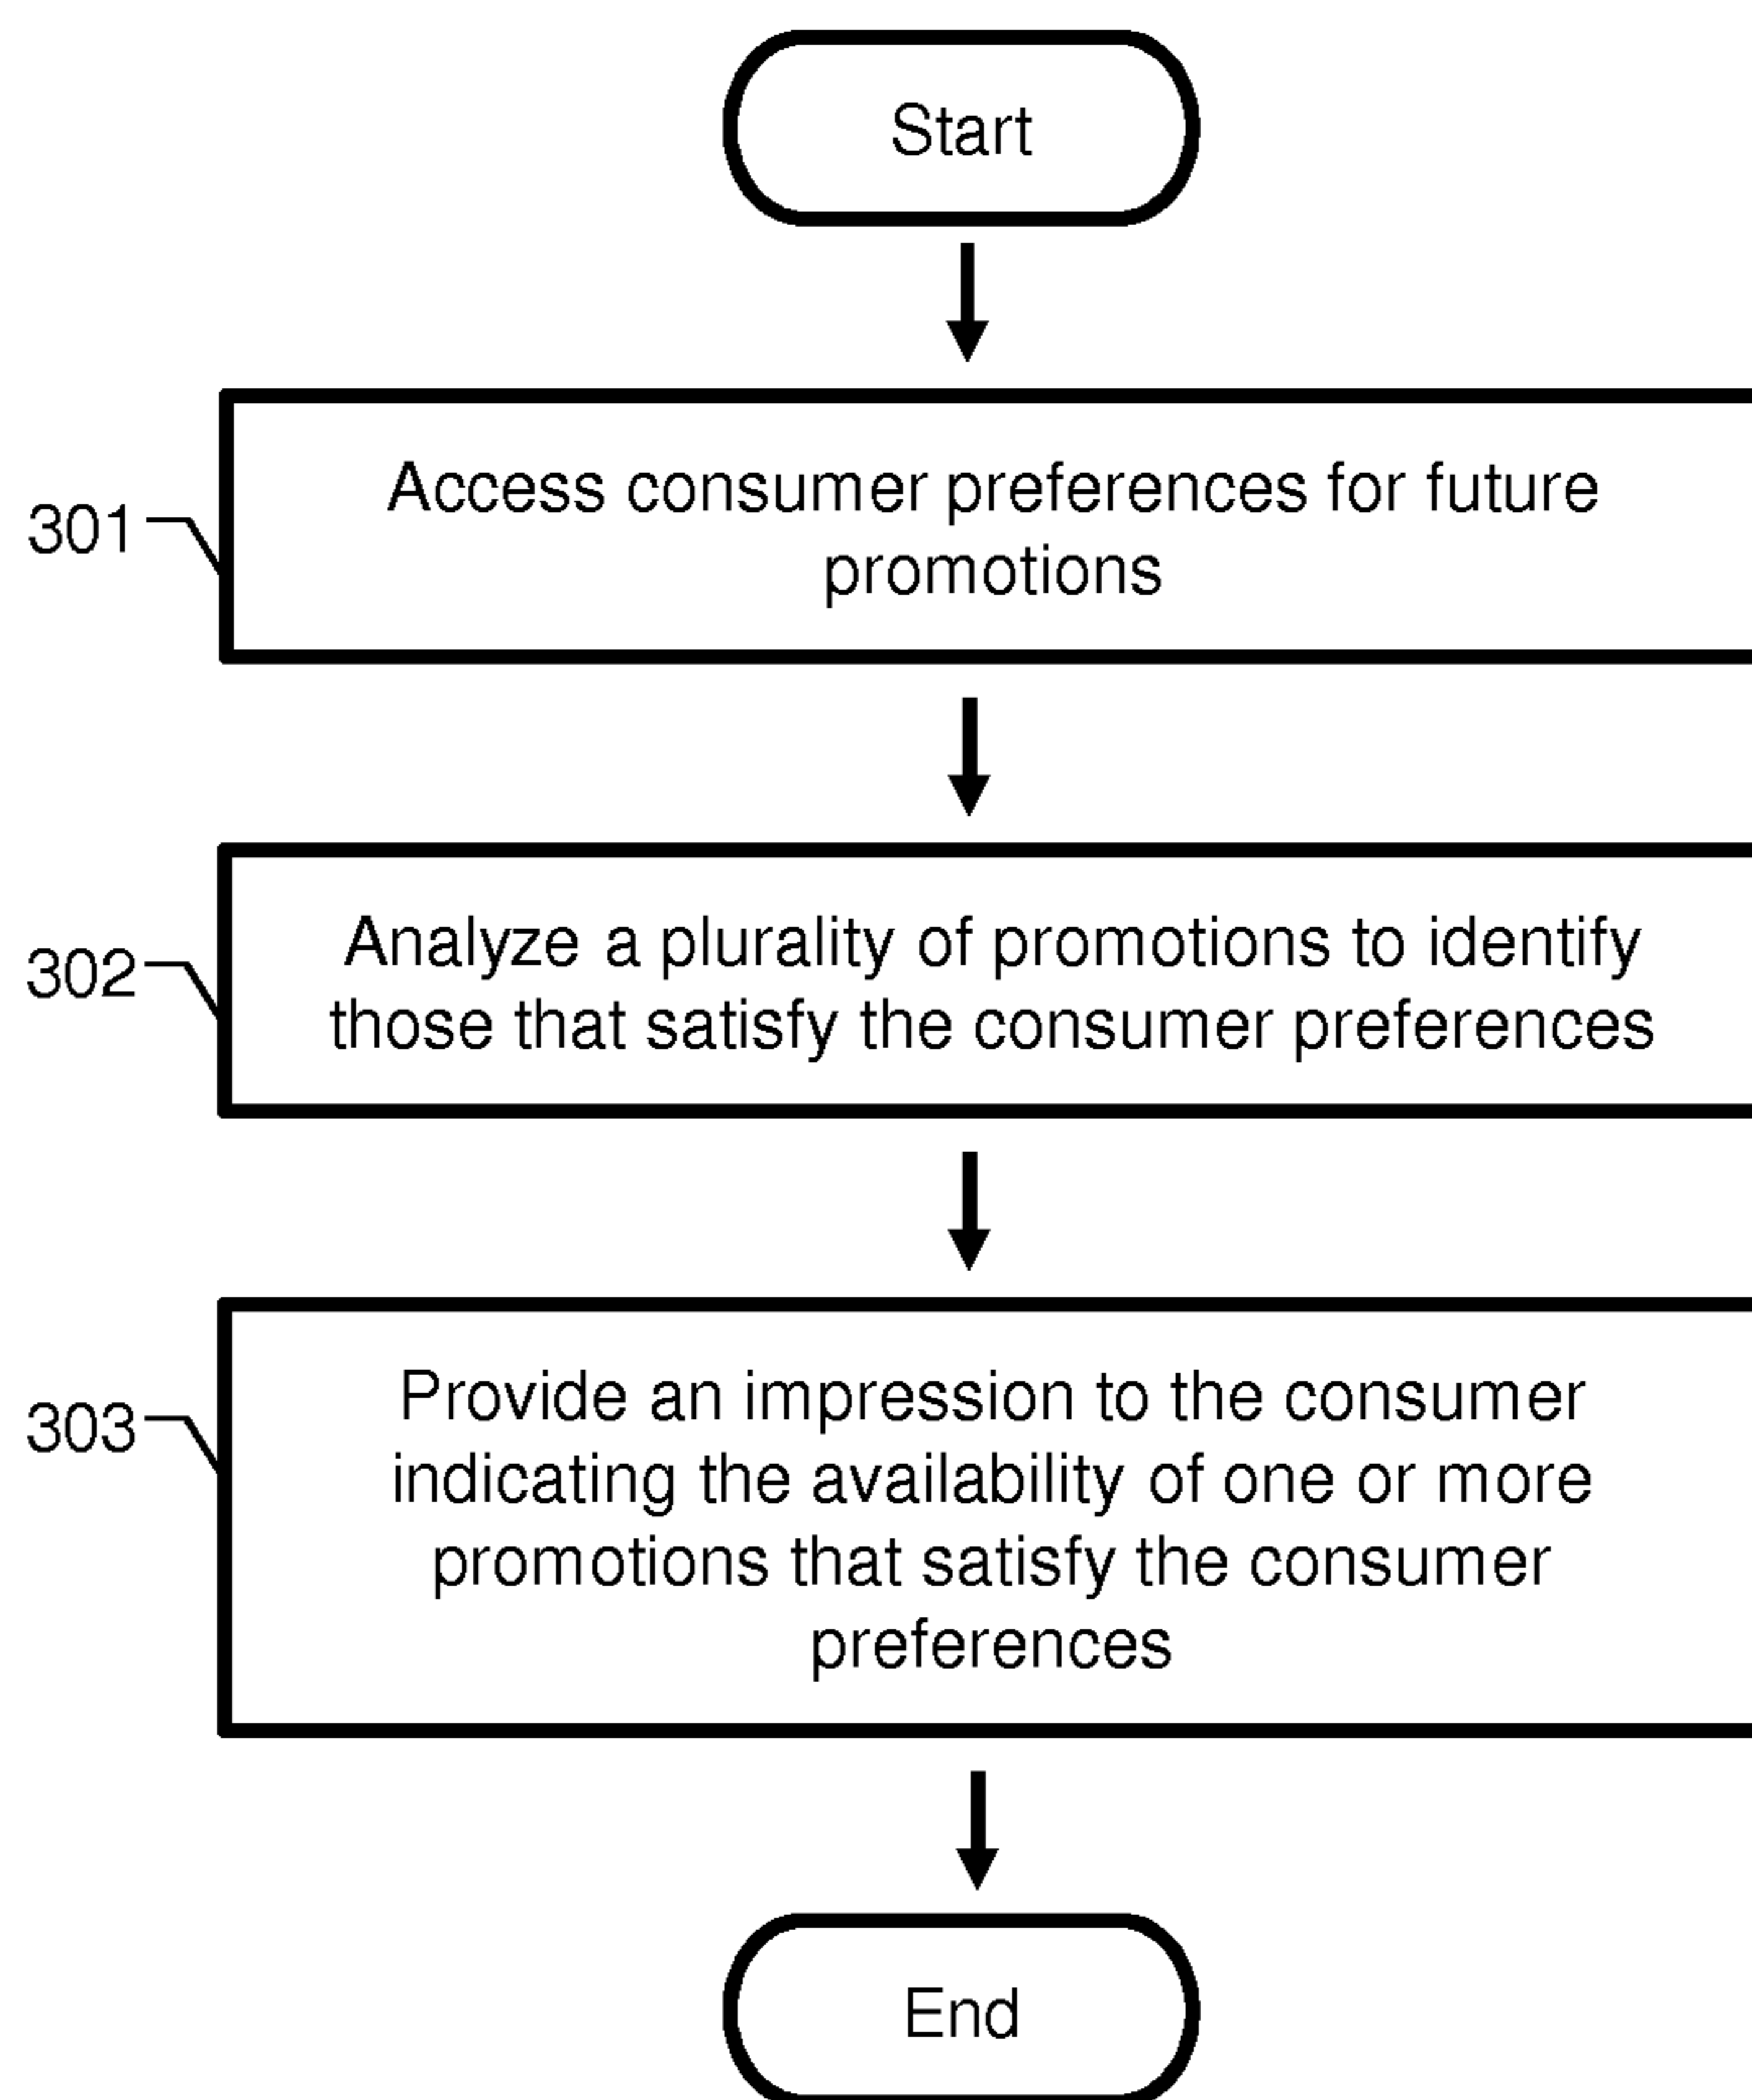 Start
301
Access consumer preferences for future
promotions
302
Analyze a plurality of promotions to identify
those that satisfy the consumer preferences
303
Provide an impression to the consumer
indicating the availability of one or more
promotions that satisfy the consumer
preferences
End